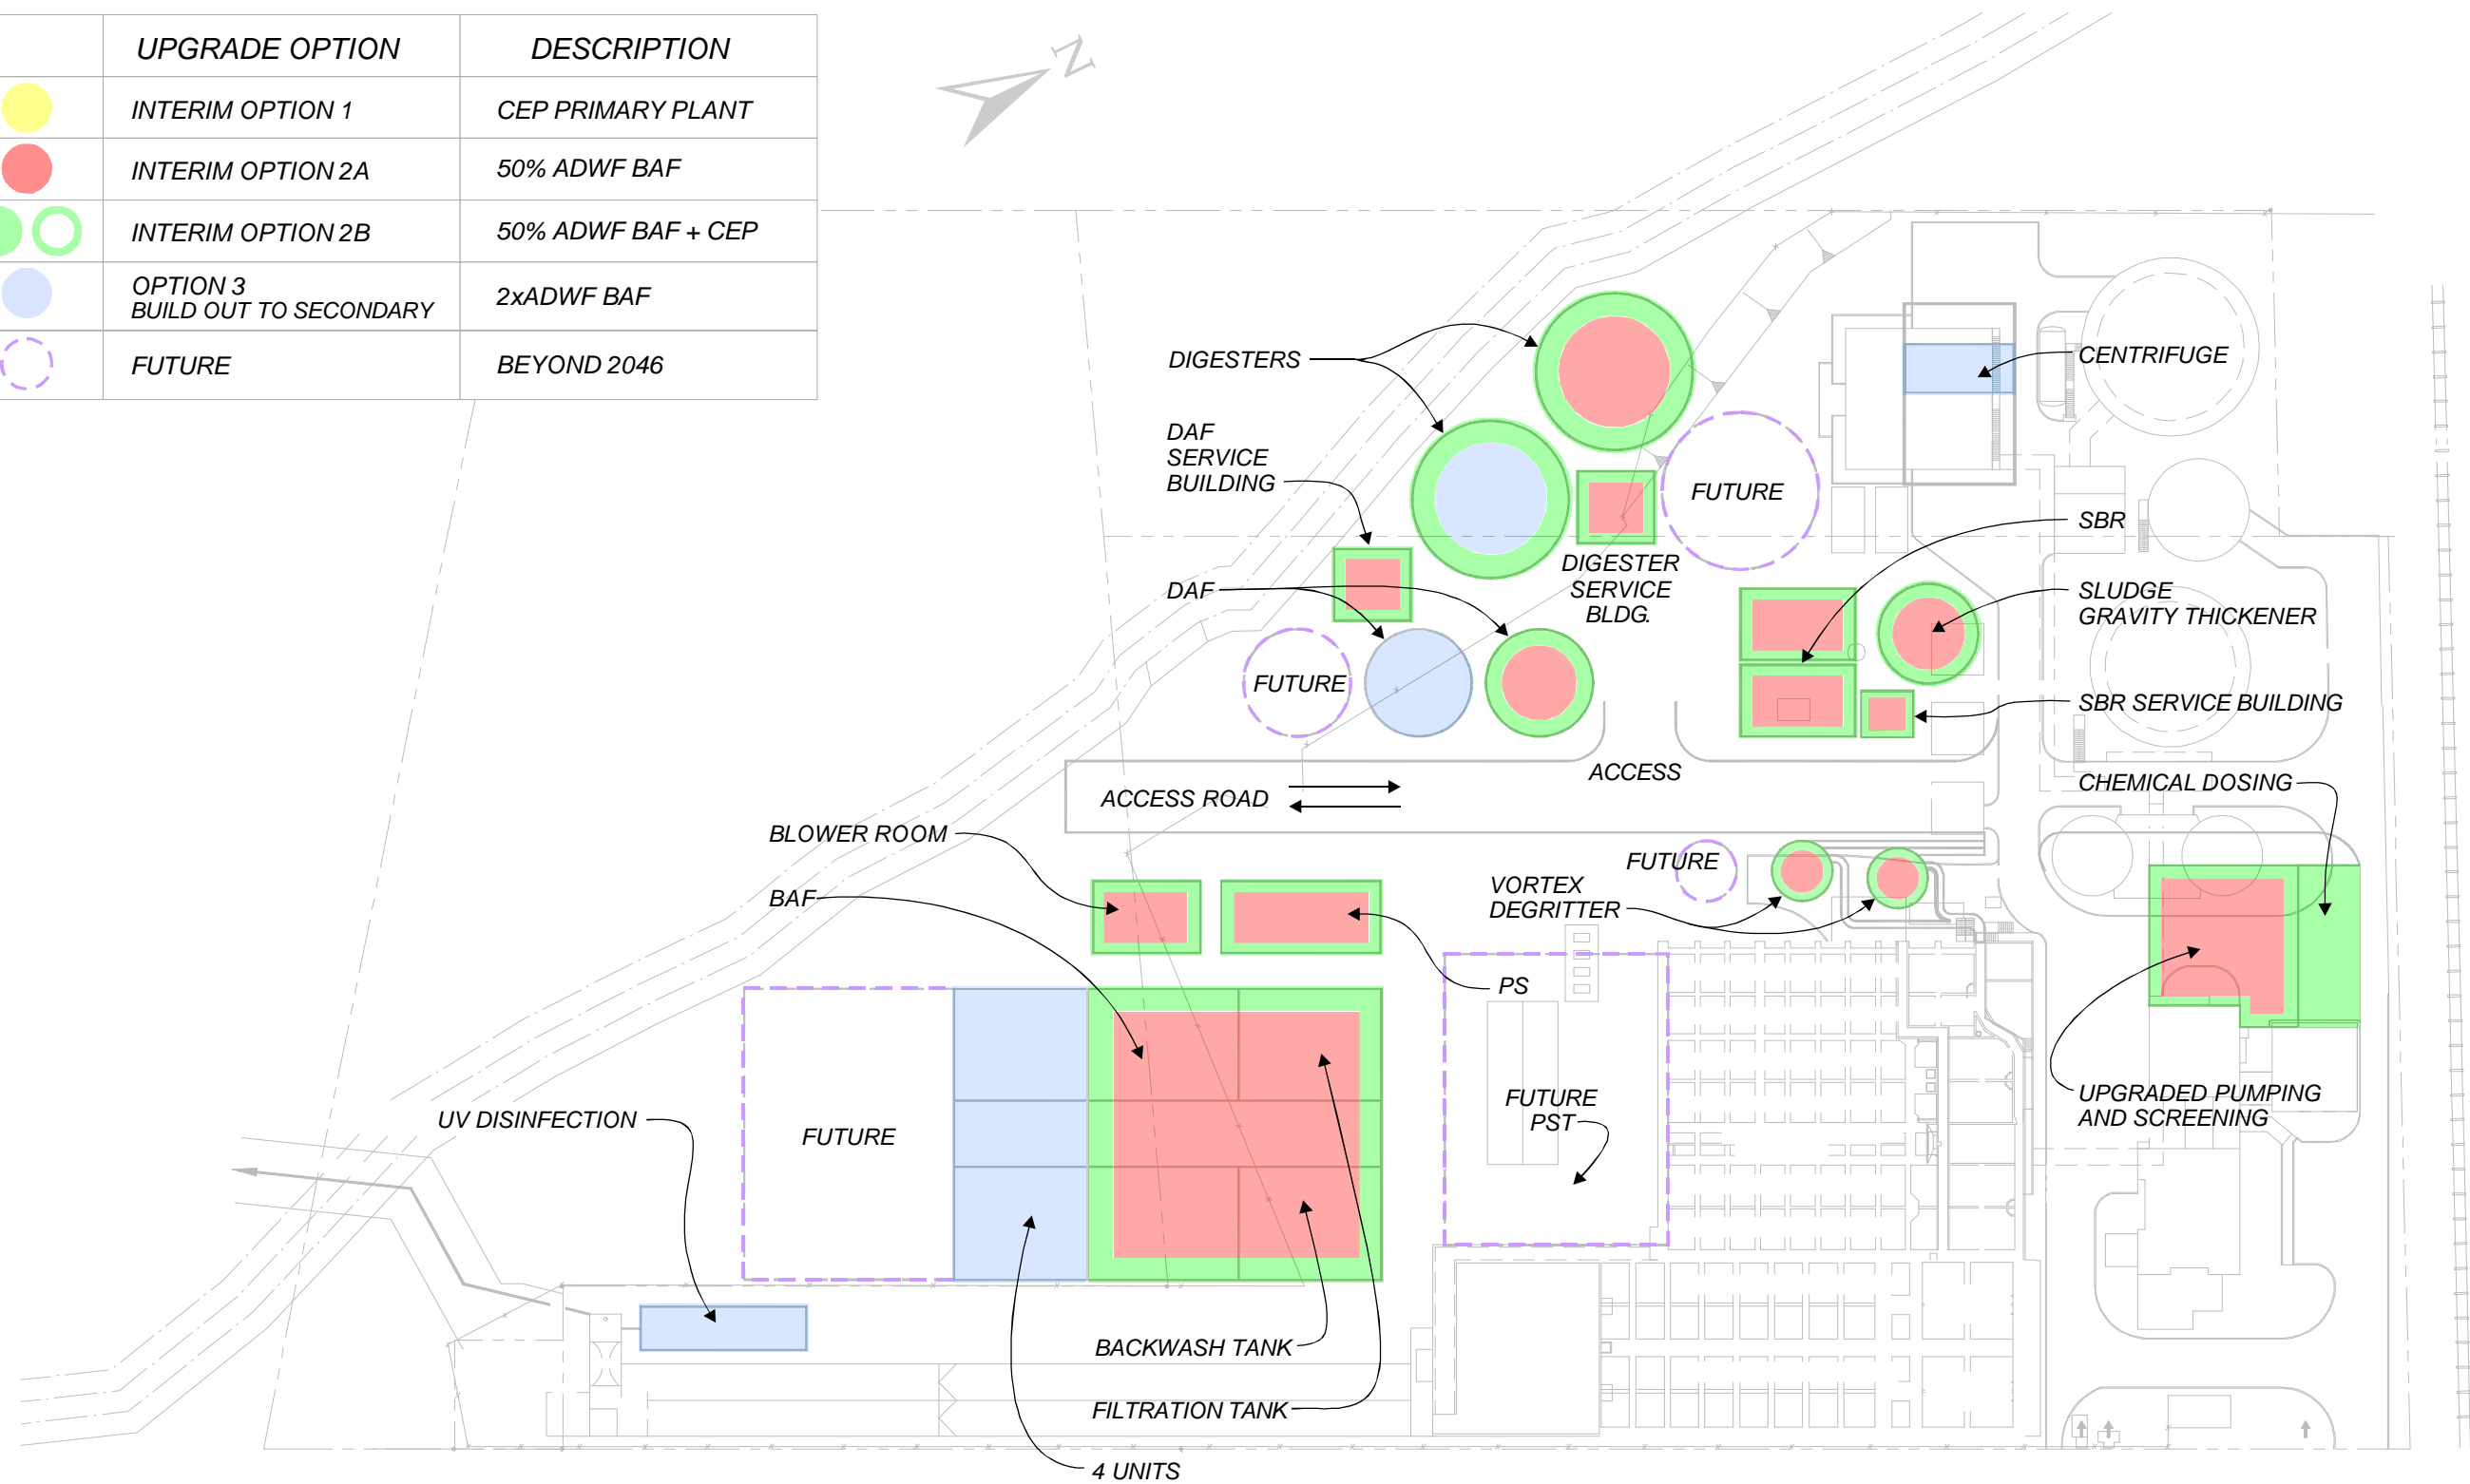 UPGRADE OPTION DESCRIPTION
INTERIM OPTION 1 CEP PRIMARY PLANT
INTERIM OPTION 2A 50% ADWF BAF
INTERIM OPTION 2B 50% ADWF BAF + CEP
OPTION 3
BUILD OUT TO SECONDARY 2xADWF BAF
FUTURE BEYOND 2046
N
DIGESTERS
CENTRIFUGE
DAF
SERVICE
BUILDING
FUTURE
SBR
DIGESTER
SERVICE
BLDG.
DAF
SLUDGE
GRAVITY THICKENER
FUTURE
SBR SERVICE BUILDING
ACCESS
ACCESS ROAD
CHEMICAL DOSING
BLOWER ROOM
FUTURE
BAF
VORTEX
DEGRITTER
PS
UV DISINFECTION
FUTURE
FUTURE
PST
UPGRADED PUMPING
AND SCREENING
BACKWASH TANK
FILTRATION TANK
4 UNITS